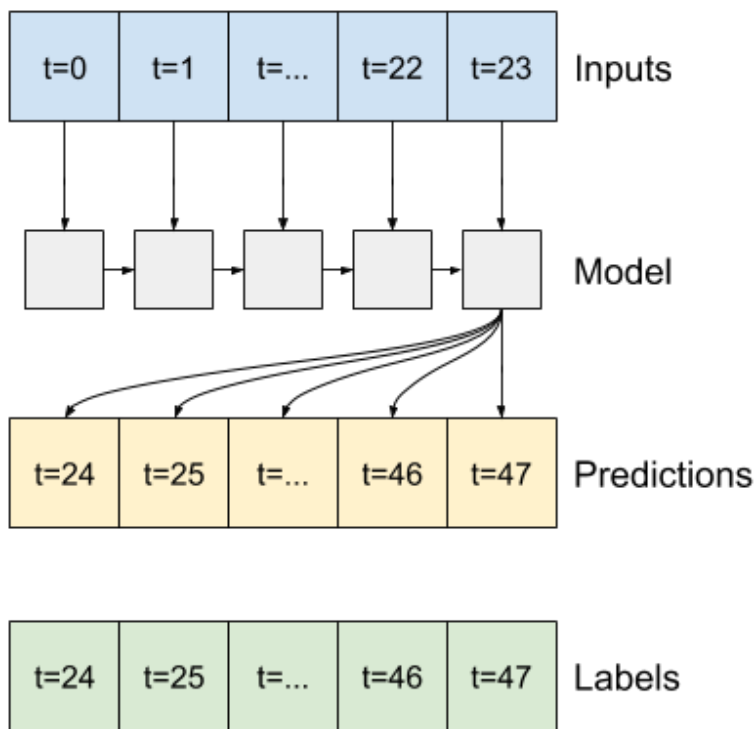 t=0 t=1 t=... t=22 t=23 Inputs
Model
t=24 t=25 t=... t=46 t=47 Predictions
t=24 t=25 t=... t=46 t=47 Labels